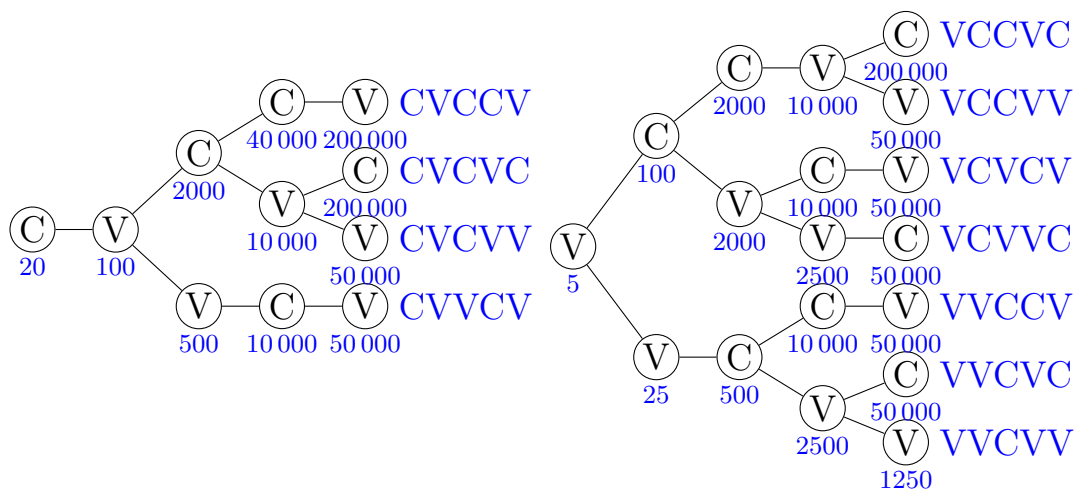 C V CVCCV
40 000 200 000
C
C CVCVC
2000
V
200 000
C V
V CVCVV
10 000
20 100
50 000
V C V CVVCV
500 10 000 50 000
C VCCVC
C V
200 000
V VCCVV
2000 10 000
C
50 000
C V VCVCV
100
V
10 000 50 000
V C VCVVC
2000
V
2500 50 000
5
C V VVCCV
10 000 50 000
V C
C VVCVC
25 500
V
50 000
V VVCVV
2500
1250